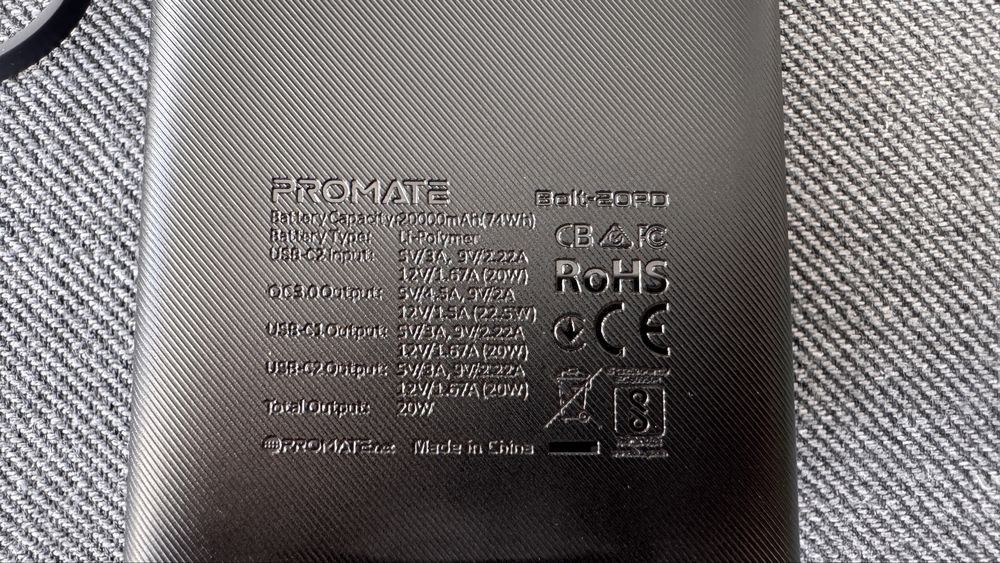 PROMATE Bolt-20PD
Battery Capacity:20000mAh(74Wh)
Battery Type: Li-Polymer
USB-C2 Input: 5V/3A, 9V/2.22A
12V/1.67A (20W)
QC3.0 Output: 5V/4.5A, 9V/2A
12V/1.5A (22.5W)
USB-C1 Output: 5V/3A, 9V/2.22A
12V/1.67A (20W)
USB-C2 Output: 5V/3A, 9V/2.22A
12V/1.67A (20W)
Total Output: 20W
CB FC
RoHS
CE
PROMATE Made in China